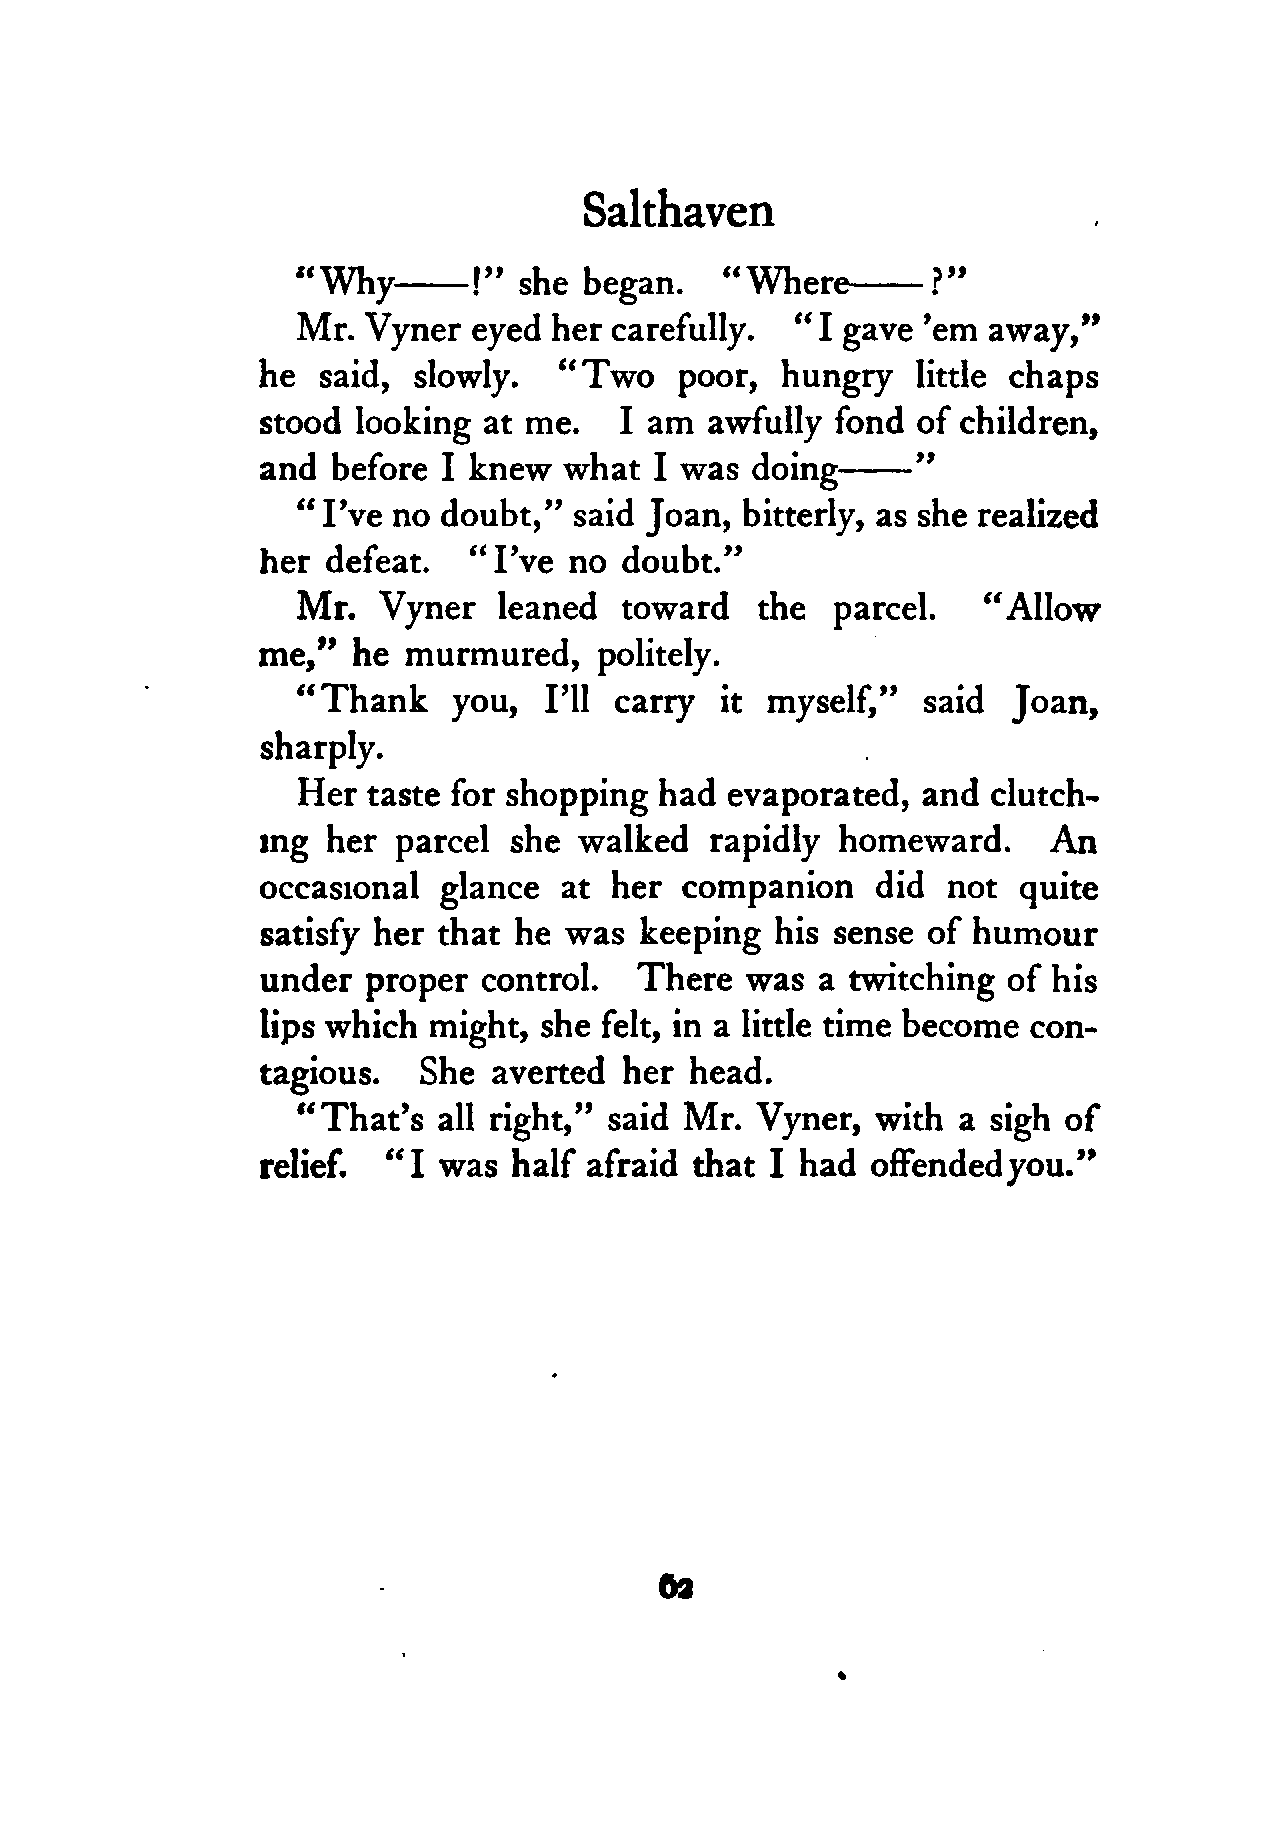 Salthaven
"Why——!" she began. "Where——?"
Mr. Vyner eyed her carefully. "I gave 'em away,"
he said, slowly. "Two poor, hungry little chaps
stood looking at me. I am awfully fond of children,
and before I knew what I was doing——"
"I've no doubt," said Joan, bitterly, as she realized
her defeat. "I've no doubt."
Mr. Vyner leaned toward the parcel. "Allow
me," he murmured, politely.
"Thank you, I'll carry it myself," said Joan,
sharply.
Her taste for shopping had evaporated, and clutch-
ing her parcel she walked rapidly homeward. An
occasional glance at her companion did not quite
satisfy her that he was keeping his sense of humour
under proper control. There was a twitching of his
lips which might, she felt, in a little time become con-
tagious. She averted her head.
"That's all right," said Mr. Vyner, with a sigh of
relief. "I was half afraid that I had offended you."
62